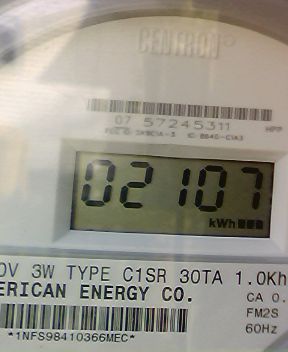 CENTRON
07 57245311 HPP
02107
kWh
0V 3W TYPE C1SR 30TA 1.0Kh
ERICAN ENERGY CO. CA 0.
FM2S
60Hz
*1NFS98410366MEC*